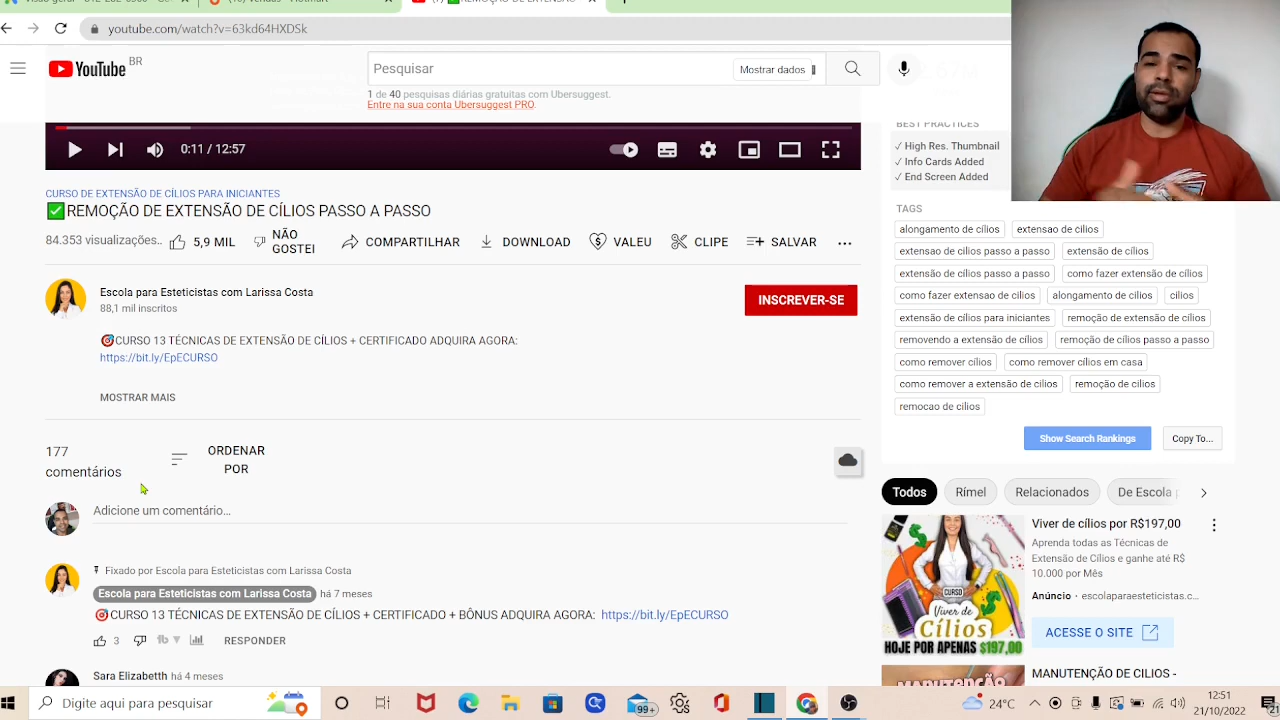 youtube.com/watch?v=63kd64HXDSk
YouTube BR
Pesquisar
Mostrar dados
1 de 40 pesquisas diárias gratuitas com Ubersuggest.
Entre na sua conta Ubersuggest PRO.
0:11 / 12:57
CURSO DE EXTENSÃO DE CÍLIOS PARA INICIANTES
✅REMOÇÃO DE EXTENSÃO DE CÍLIOS PASSO A PASSO
84.353 visualizações..
5,9 MIL
NÃO
GOSTEI
COMPARTILHAR
DOWNLOAD
VALEU
CLIPE
SALVAR
Escola para Esteticistas com Larissa Costa
88,1 mil inscritos
INSCREVER-SE
🎯CURSO 13 TÉCNICAS DE EXTENSÃO DE CÍLIOS + CERTIFICADO ADQUIRA AGORA:
https://bit.ly/EpECURSO
MOSTRAR MAIS
177
comentários
ORDENAR
POR
Adicione um comentário...
Fixado por Escola para Esteticistas com Larissa Costa
Escola para Esteticistas com Larissa Costa há 7 meses
🎯CURSO 13 TÉCNICAS DE EXTENSÃO DE CÍLIOS + CERTIFICADO + BÔNUS ADQUIRA AGORA: https://bit.ly/EpECURSO
3
RESPONDER
Sara Elizabetth há 4 meses
BEST PRACTICES
✓ High Res. Thumbnail
✓ Info Cards Added
✓ End Screen Added
TAGS
alongamento de cílios
extensao de cilios
extensao de cilios passo a passo
extensão de cílios
extensão de cílios passo a passo
como fazer extensão de cílios
como fazer extensao de cilios
alongamento de cilios
cilios
extensão de cílios para iniciantes
remoção de extensão de cílios
removendo a extensão de cílios
remoção de cílios passo a passo
como remover cílios
como remover cílios em casa
como remover a extensão de cilios
remoção de cilios
remocao de cilios
Show Search Rankings
Copy To...
Todos
Rímel
Relacionados
De Escola
Viver de cílios por R$197,00
Aprenda todas as Técnicas de
Extensão de Cílios e ganhe até R$
10.000 por Mês
Anúncio • escolaparaesteticistas.c...
ACESSE O SITE
CURSO
Viver de
Cílios
HOJE POR APENAS $197,00
MANUTENÇÃO DE CILIOS -
Digite aqui para pesquisar
99+
24°C
12:51
21/10/2022
21